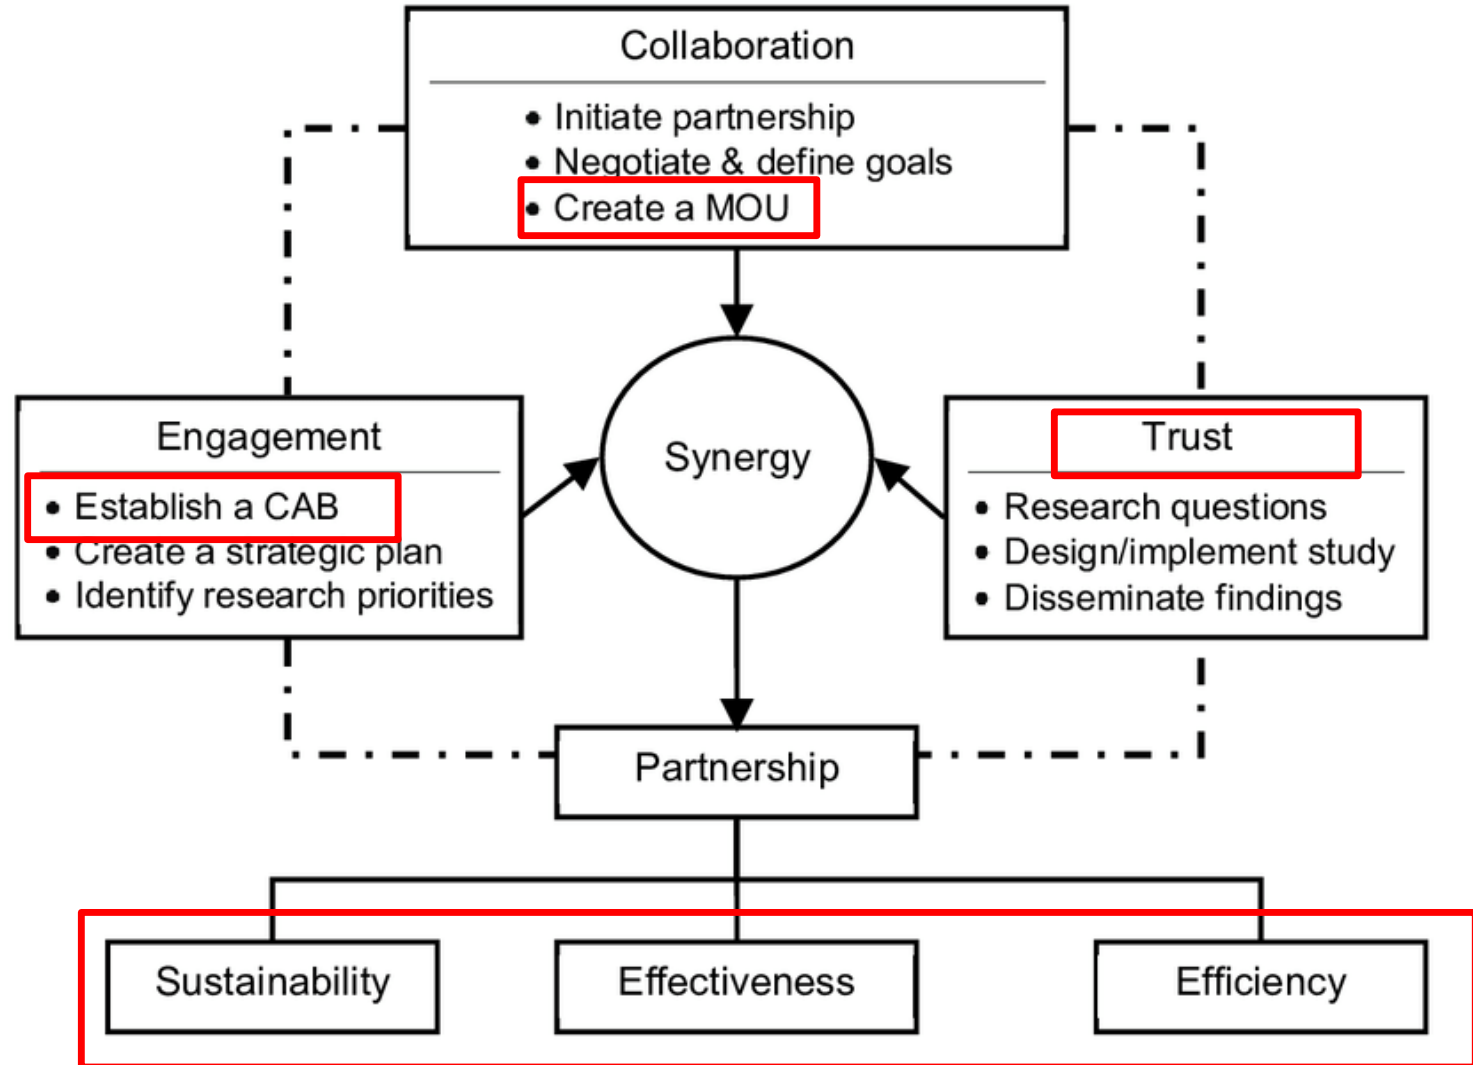 Collaboration
• Initiate partnership
• Negotiate & define goals
• Create a MOU
Engagement
• Establish a CAB
• Create a strategic plan
• Identify research priorities
Synergy
Trust
• Research questions
• Design/implement study
• Disseminate findings
Partnership
Sustainability
Effectiveness
Efficiency